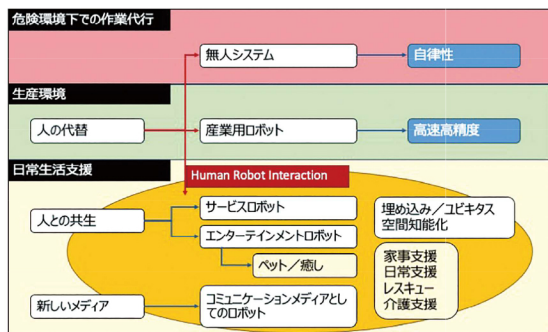 危険環境下での作業代行
無人システム
自律性
生産環境
人の代替
産業用ロボット
高速高精度
日常生活支援
Human Robot Interaction
人との共生
サービスロボット
エンターテインメントロボット
ペット／癒し
埋め込み／ユビキタス
空間知能化
家事支援
日常支援
レスキュー
介護支援
新しいメディア
コミュニケーションメディアとし
てのロボット